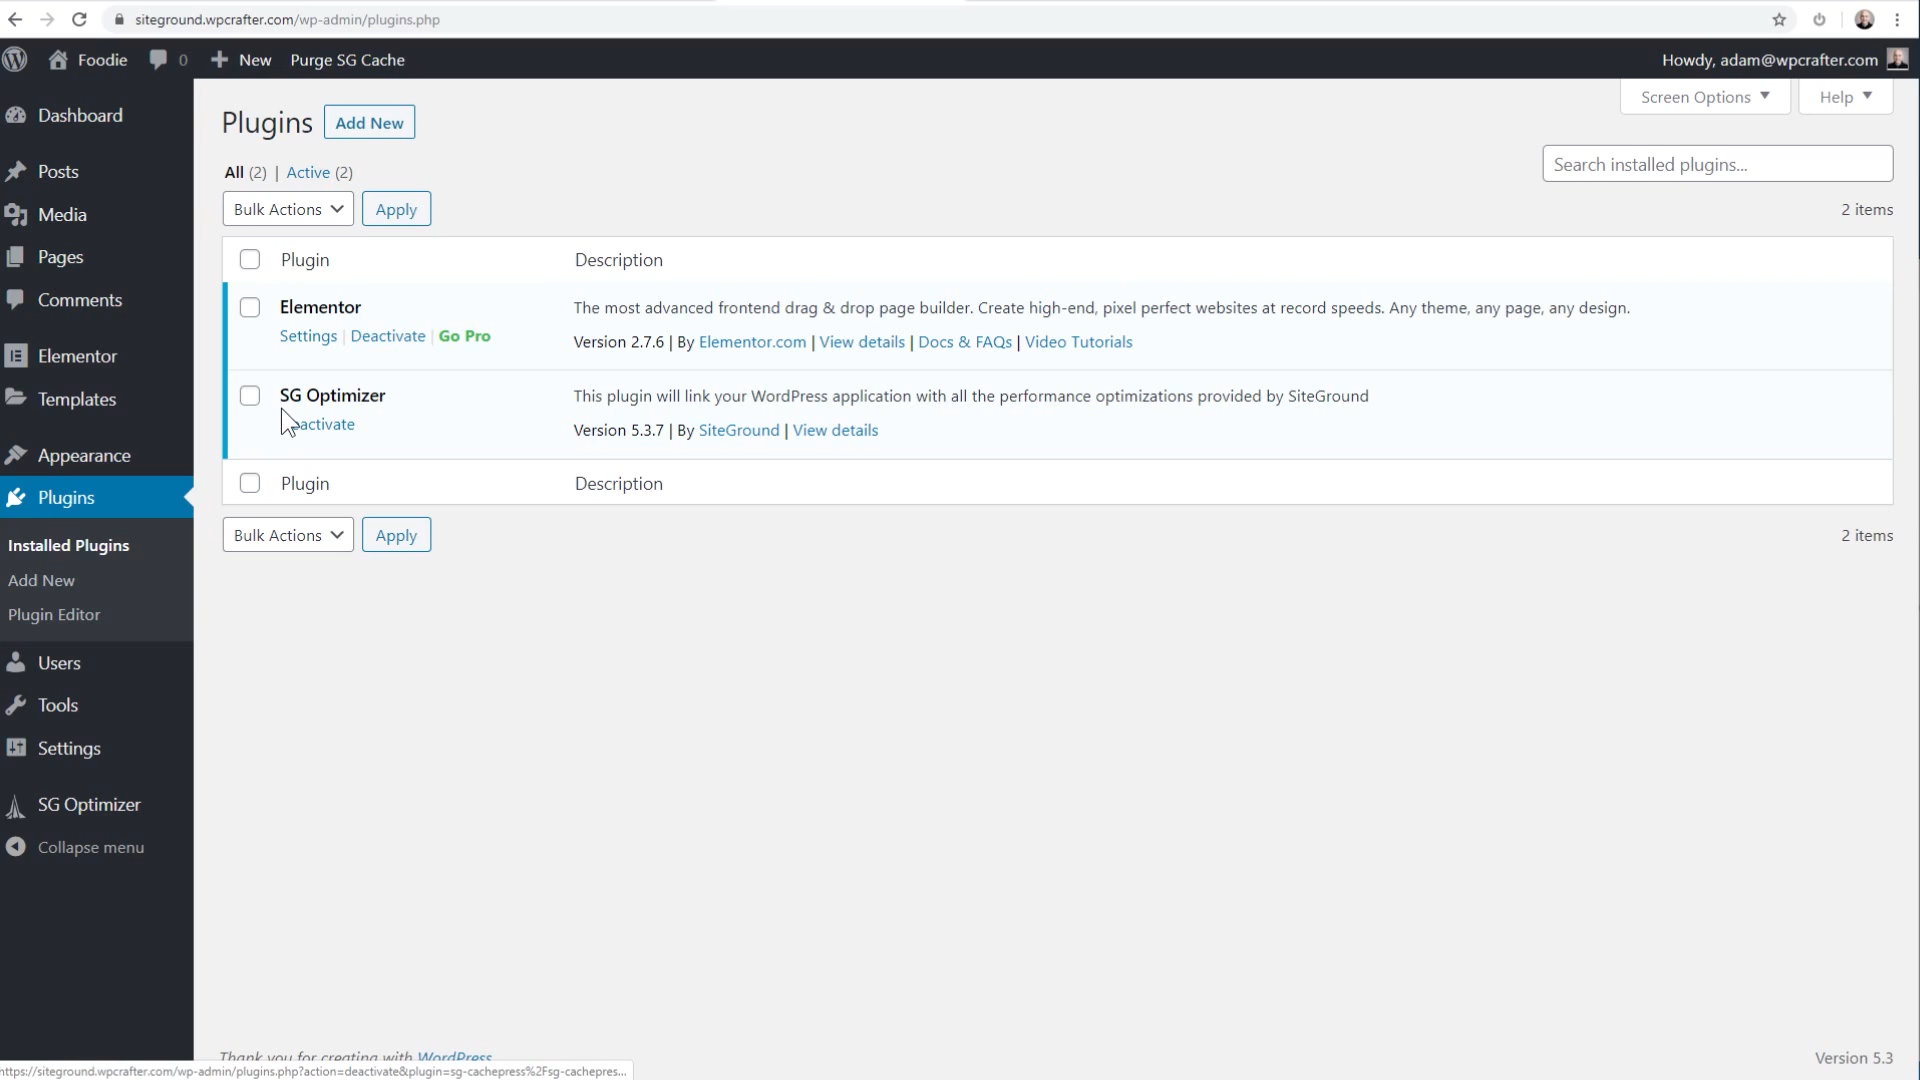 siteground.wpcrafter.com/wp-admin/plugins.php
Foodie 0 New Purge SG Cache Howdy, adam@wpcrafter.com
Screen Options Help
Dashboard
Posts
Media
Pages
Comments
Elementor
Templates
Appearance
Plugins
Installed Plugins
Add New
Plugin Editor
Users
Tools
Settings
SG Optimizer
Collapse menu
Plugins Add New
All (2) | Active (2)
Search installed plugins...
Bulk Actions Apply 2 items
Plugin Description
Elementor The most advanced frontend drag & drop page builder. Create high-end, pixel perfect websites at record speeds. Any theme, any page, any design.
Settings | Deactivate | Go Pro Version 2.7.6 | By Elementor.com | View details | Docs & FAQs | Video Tutorials
SG Optimizer This plugin will link your WordPress application with all the performance optimizations provided by SiteGround
activate Version 5.3.7 | By SiteGround | View details
Plugin Description
Bulk Actions Apply 2 items
Thank you for creating with WordPress Version 5.3
https://siteground.wpcrafter.com/wp-admin/plugins.php?action=deactivate&plugin=sg-cachepress%2Fsg-cachepres...